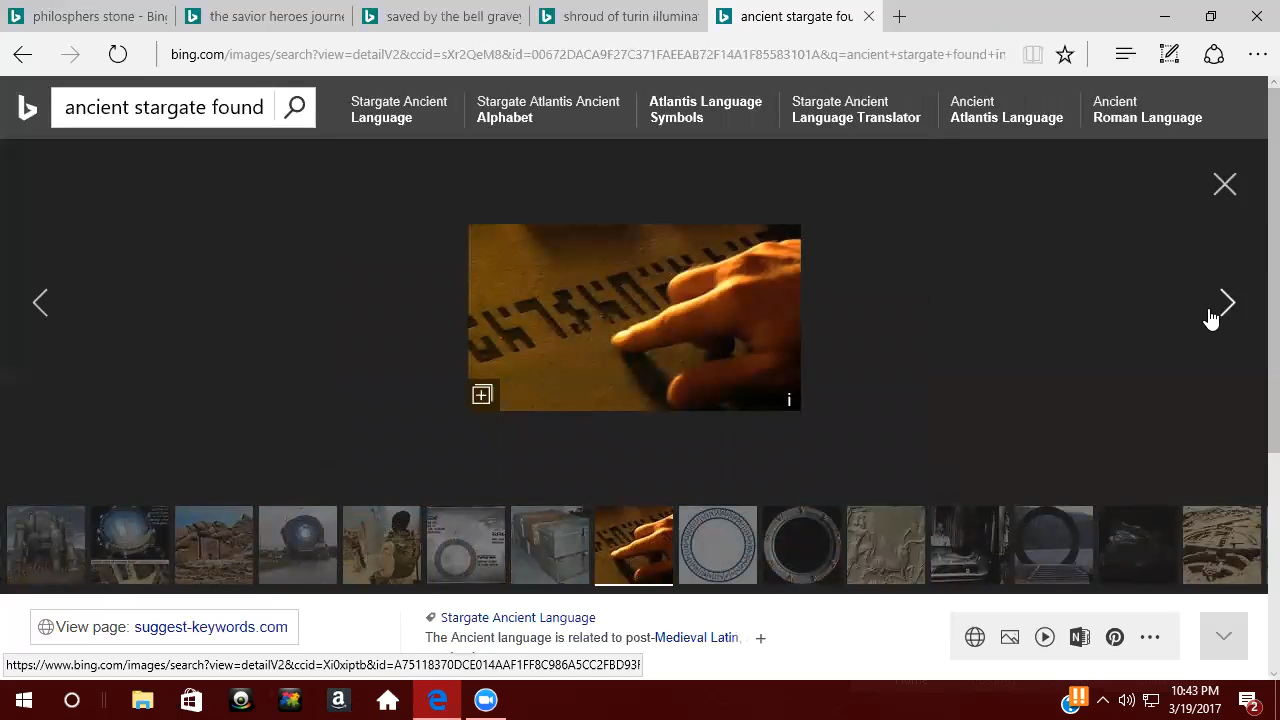 philosphers stone - Bing
the savior heroes journe
saved by the bell gravey
shroud of turin illumina
ancient stargate fou
bing.com/images/search?view=detailV2&ccid=sXr2QeM8&id=00672DACA9F27C371FAEEAB72F14A1F85583101A&q=ancient+stargate+found+in
ancient stargate found
Stargate Ancient
Language
Stargate Atlantis Ancient
Alphabet
Atlantis Language
Symbols
Stargate Ancient
Language Translator
Ancient
Atlantis Language
Ancient
Roman Language
View page: suggest-keywords.com
Stargate Ancient Language
The Ancient language is related to post-Medieval Latin,
https://www.bing.com/images/search?view=detailV2&ccid=Xi0xiptb&id=A75118370DCE014AAF1FF8C986A5CC2FBD93F
10:43 PM
3/19/2017
2